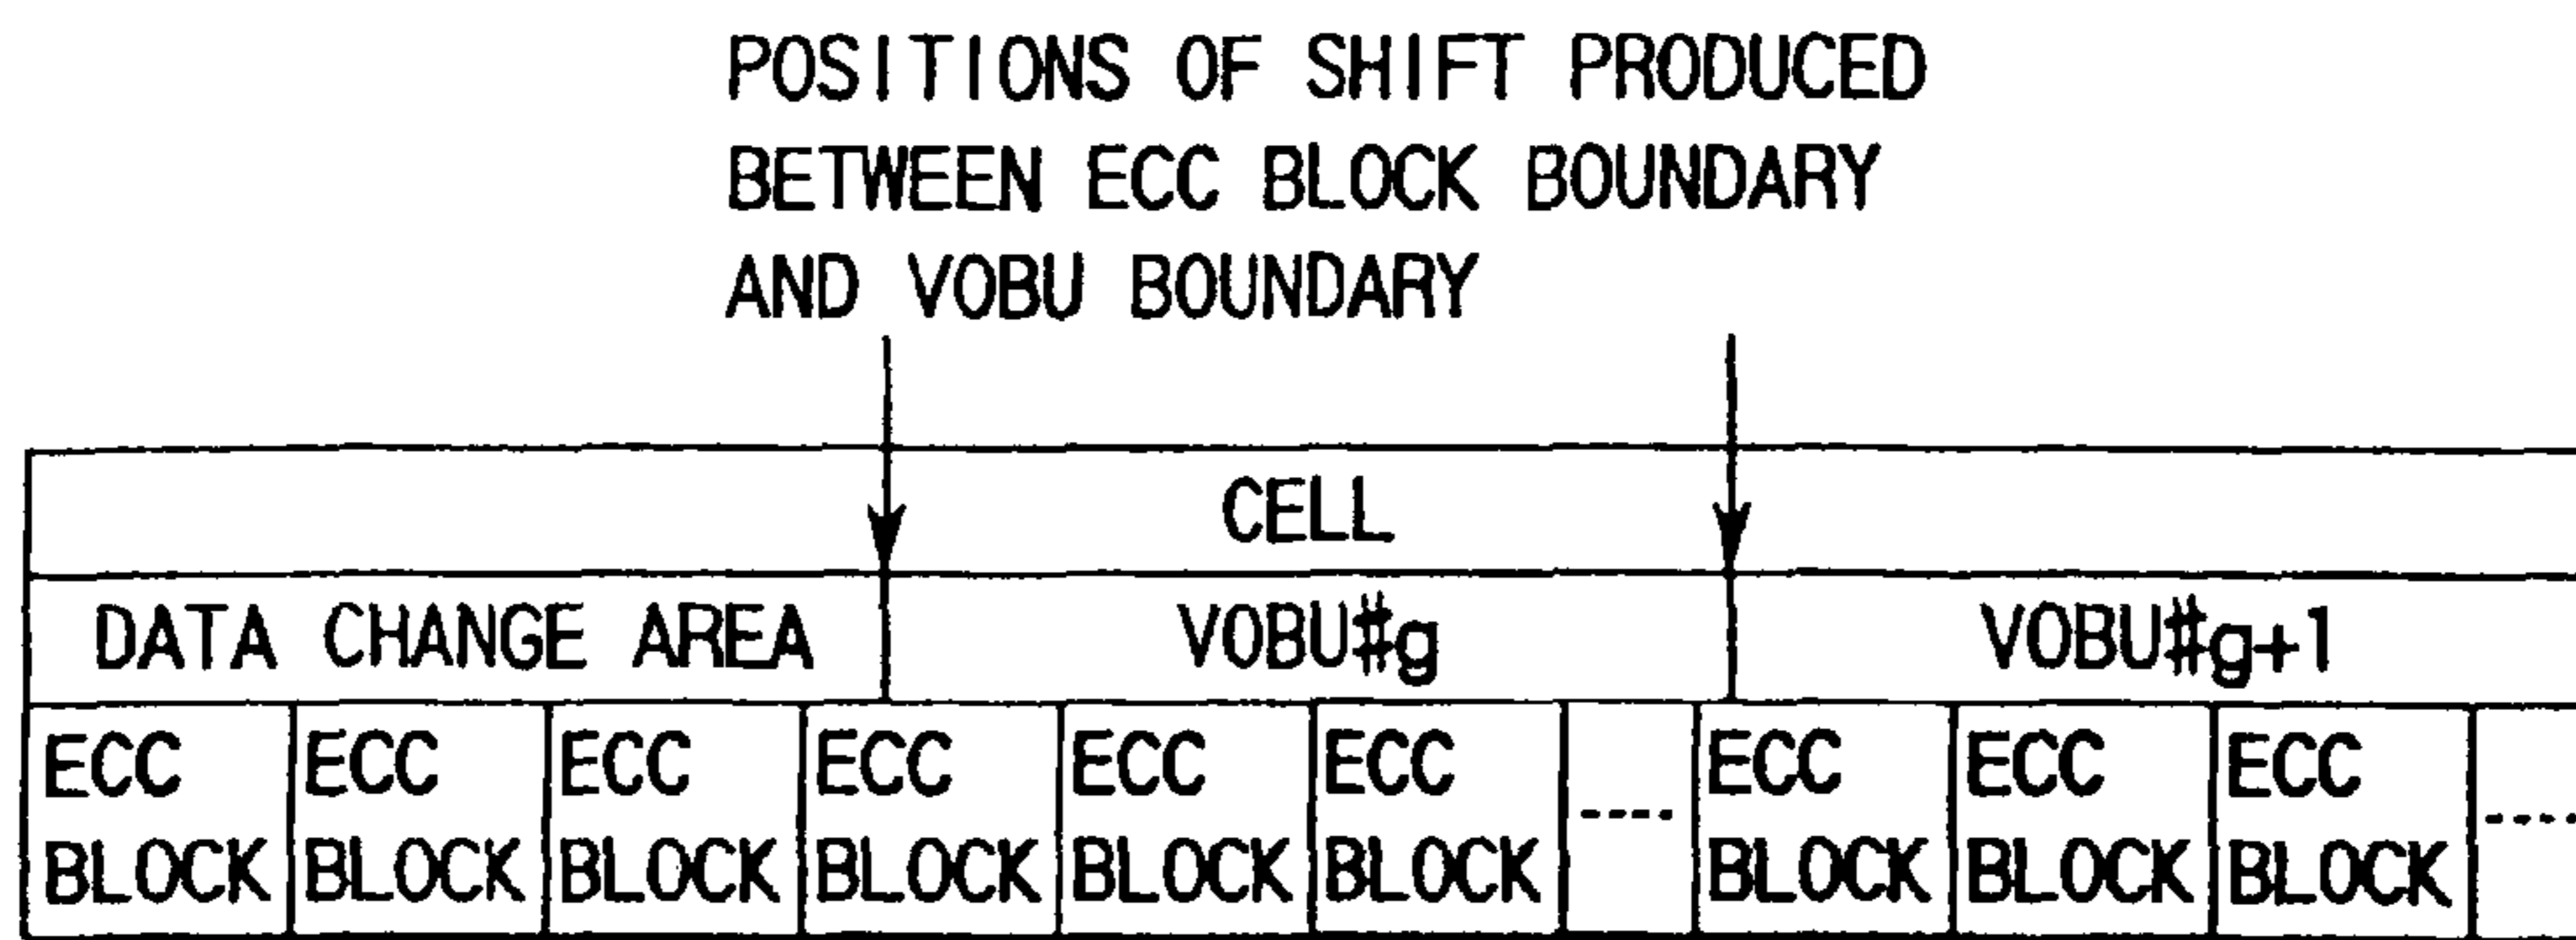 POSITIONS OF SHIFT PRODUCED
BETWEEN ECC BLOCK BOUNDARY
AND VOBU BOUNDARY
CELL
DATA CHANGE AREA VOBU#g VOBU#g+1
ECC ECC ECC ECC ECC ECC ---- ECC ECC ECC ----
BLOCK BLOCK BLOCK BLOCK BLOCK BLOCK BLOCK BLOCK BLOCK